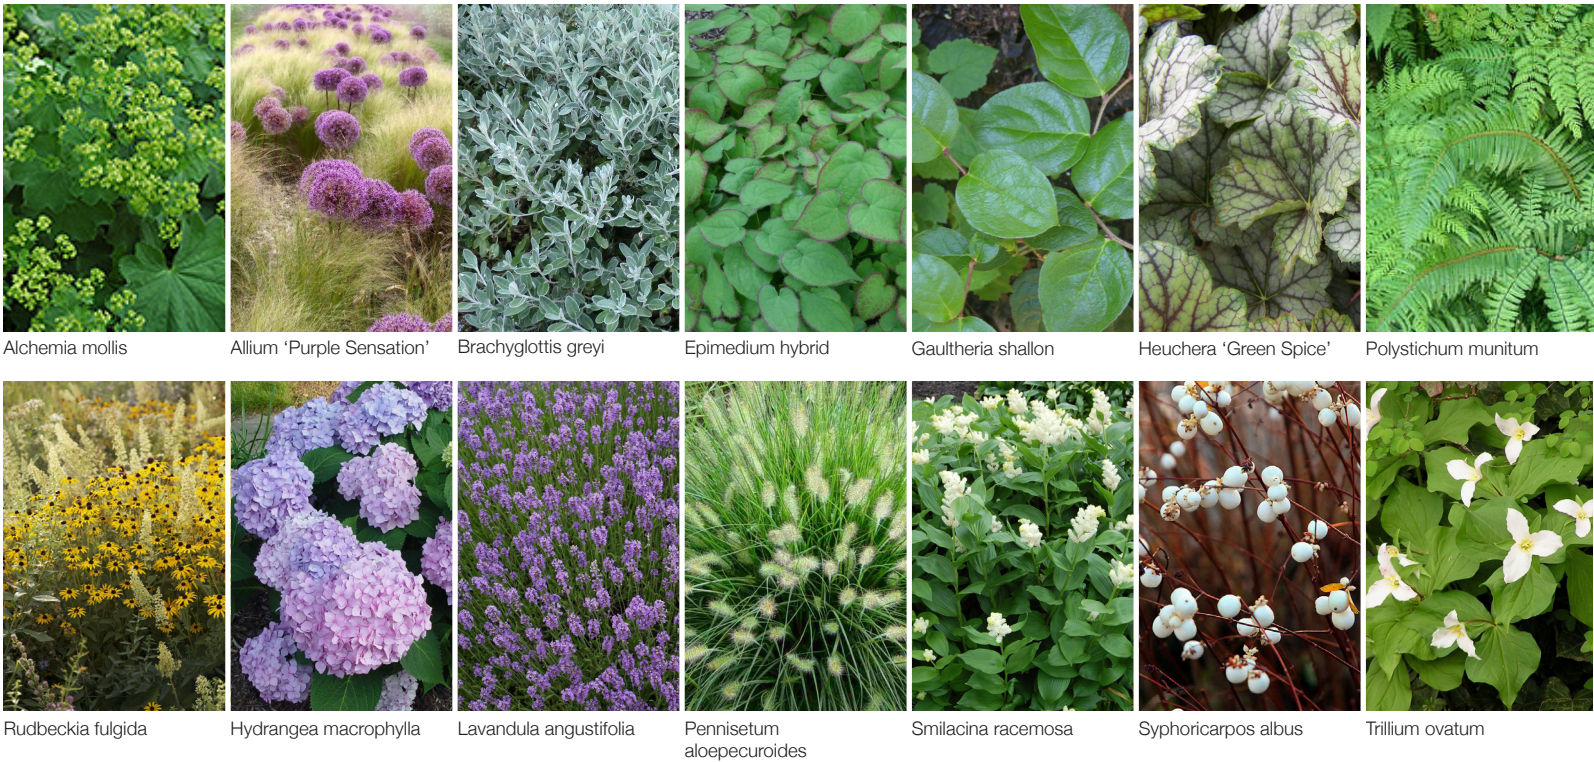 Alchemia mollis
Allium ‘Purple Sensation’
Brachyglottis greyi
Epimedium hybrid
Gaultheria shallon
Heuchera ‘Green Spice’
Polystichum munitum
Rudbeckia fulgida
Hydrangea macrophylla
Lavandula angustifolia
Pennisetum
aloepecuroides
Smilacina racemosa
Syphoricarpos albus
Trillium ovatum